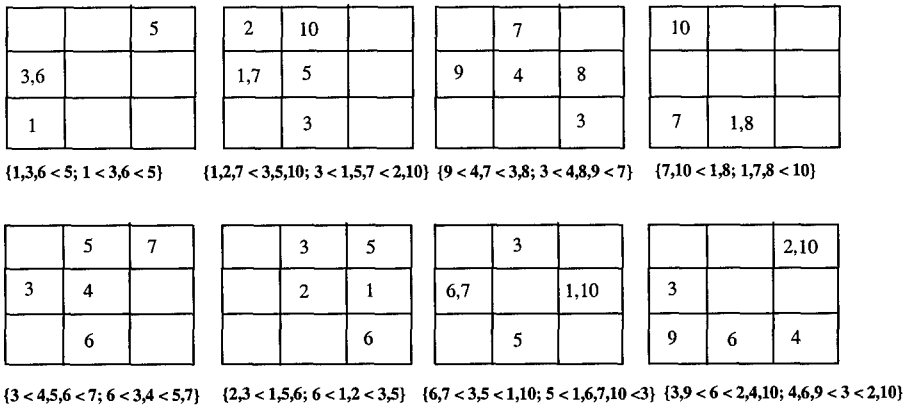 5 2 10 7 10
3,6 1,7 5 9 4 8
1 3 3 7 1,8
{1,3,6 < 5; 1 < 3,6 < 5} {1,2,7 < 3,5,10; 3 < 1,5,7 < 2,10} {9 < 4,7 < 3,8; 3 < 4,8,9 < 7} {7,10 < 1,8; 1,7,8 < 10}
5 7 3 5 3 2,10
3 4 2 1 6,7 1,10 3
6 6 5 9 6 4
{3 < 4,5,6 < 7; 6 < 3,4 < 5,7} {2,3 < 1,5,6; 6 < 1,2 < 3,5} {6,7 < 3,5 < 1,10; 5 < 1,6,7,10 <3} {3,9 < 6 < 2,4,10; 4,6,9 < 3 < 2,10}